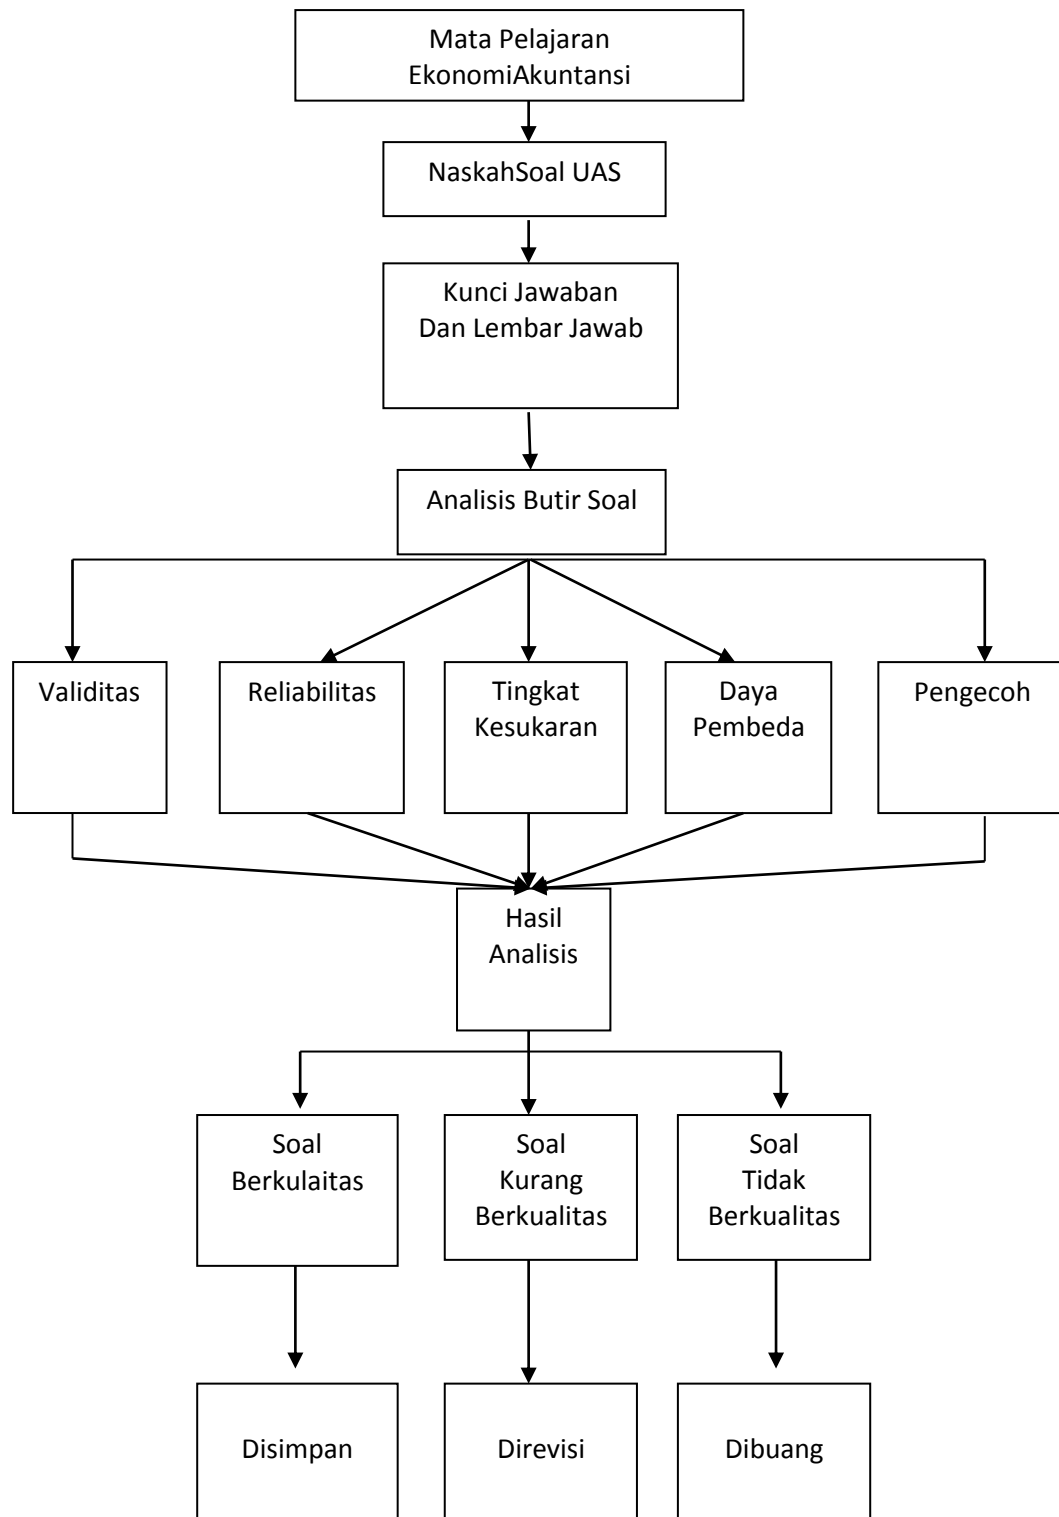 Mata Pelajaran
EkonomiAkuntansi
NaskahSoal UAS
Kunci Jawaban
Dan Lembar Jawab
Analisis Butir Soal
Validitas
Reliabilitas
Tingkat
Kesukaran
Daya
Pembeda
Pengecoh
Hasil
Analisis
Soal
Berkulaitas
Soal
Kurang
Berkualitas
Soal
Tidak
Berkualitas
Disimpan
Direvisi
Dibuang